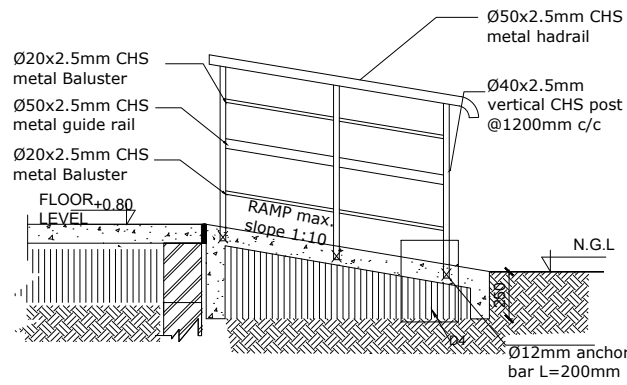 Ø50x2.5mm CHS
metal hadrail
Ø20x2.5mm CHS
metal Baluster
Ø50x2.5mm CHS
metal guide rail
Ø20x2.5mm CHS
metal Baluster
Ø40x2.5mm
vertical CHS post
@1200mm c/c
FLOOR
LEVEL
+0.80
RAMP max.
slope 1:10
N.G.L
250
D4
Ø12mm anchor
bar L=200mm